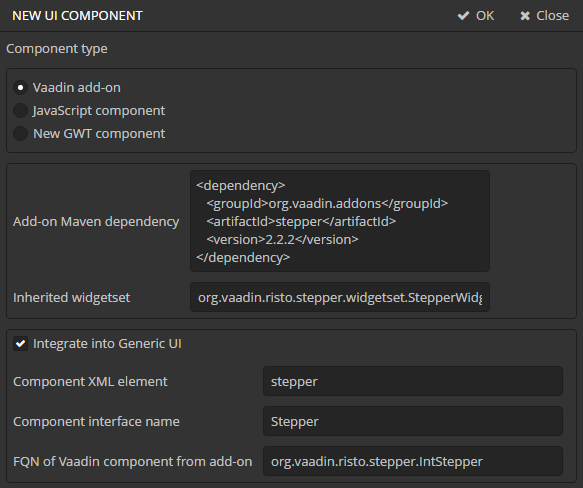 NEW UI COMPONENT OK Close
Component type
Vaadin add-on
JavaScript component
New GWT component
<dependency>
<groupId>org.vaadin.addons</groupId>
Add-on Maven dependency <artifactId>stepper</artifactId>
<version>2.2.2</version>
</dependency>
Inherited widgetset org.vaadin.risto.stepper.widgetset.StepperWidg
Integrate into Generic UI
Component XML element stepper
Component interface name Stepper
FQN of Vaadin component from add-on org.vaadin.risto.stepper.IntStepper